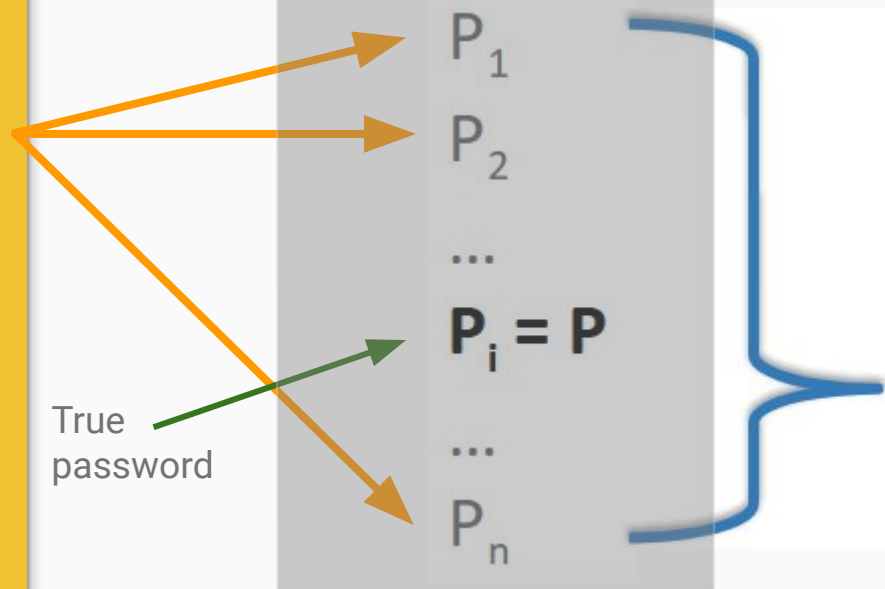 P₁
P₂
...
Pᵢ = P
True
password
...
Pₙ